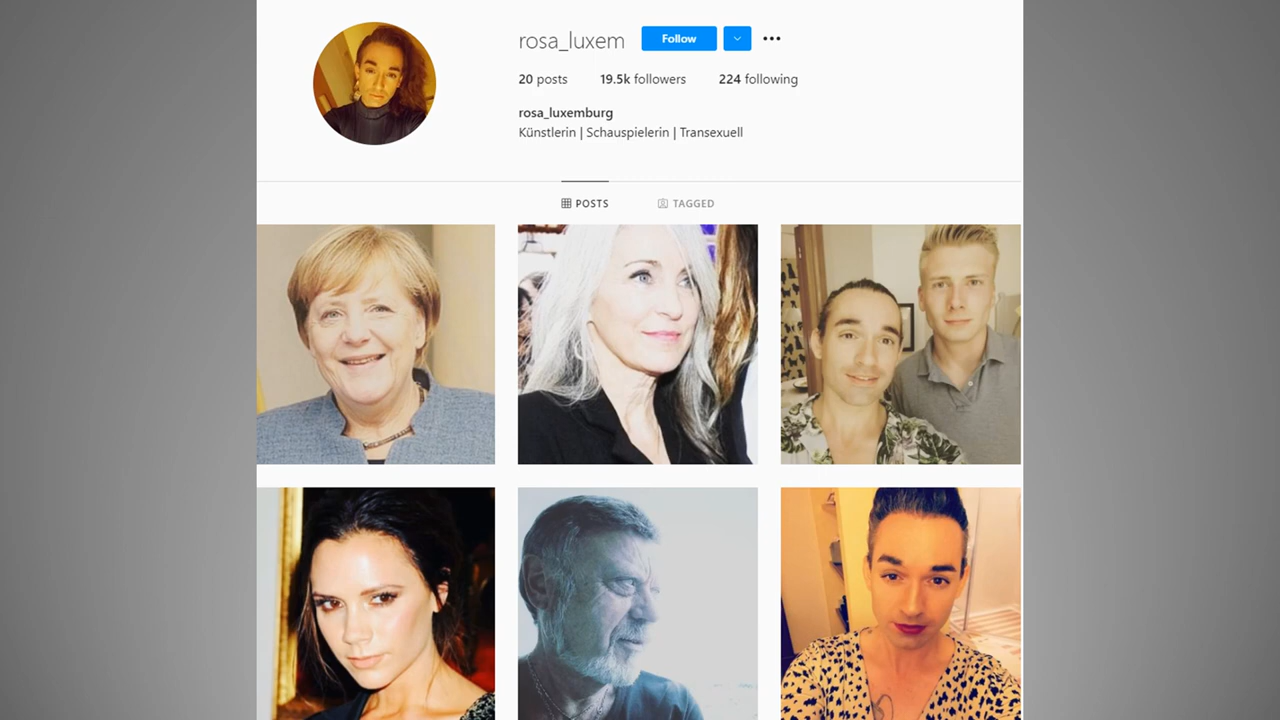 rosa_luxem
Follow
20 posts 19.5k followers 224 following
rosa_luxemburg
Künstlerin | Schauspielerin | Transexuell
POSTS TAGGED